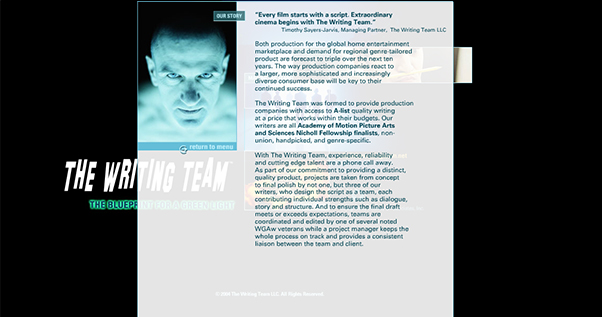 OUR STORY
"Every film starts with a script. Extraordinary
cinema begins with The Writing Team."
Timothy Sayers-Jarvis, Managing Partner, The Writing Team LLC
Both production for the global home entertainment
marketplace and demand for regional genre-tailored
product are forecast to triple over the next ten
years. The way production companies react to
a larger, more sophisticated and increasingly
diverse consumer base will be key to their
continued success.
The Writing Team was formed to provide production
companies with access to A-list quality writing
at a price that works within their budgets. Our
writers are all Academy of Motion Picture Arts
and Sciences Nicholl Fellowship finalists, non-
union, handpicked, and genre-specific.
return to menu
With The Writing Team, experience, reliability
and cutting edge talent are a phone call away.
As part of our commitment to providing a distinct,
quality product, projects are taken from concept
to final polish by not one, but three of our
writers, who design the script as a team, each
contributing individual strengths such as dialogue,
story and structure. And to ensure the final draft
meets or exceeds expectations, teams are
coordinated and edited by one of several noted
WGAw veterans while a project manager keeps the
whole process on track and provides a consistent
liaison between the team and client.
THE WRITING TEAM
THE BLUEPRINT FOR A GREEN LIGHT
The Writing Team LLC. All Rights Reserved.